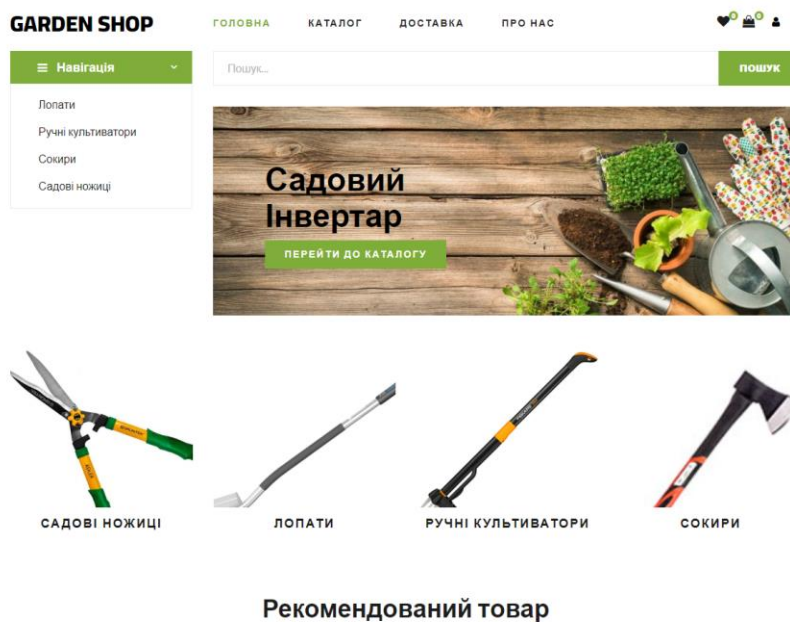 GARDEN SHOP
ГОЛОВНА КАТАЛОГ ДОСТАВКА ПРО НАС
0 0
Навігація
Пошук...
ПОШУК
Лопати
Ручні культиватори
Сокири
Садові ножиці
Садовий
Інвертар
ПЕРЕЙТИ ДО КАТАЛОГУ
САДОВІ НОЖИЦІ
ЛОПАТИ
РУЧНІ КУЛЬТИВАТОРИ
СОКИРИ
Рекомендований товар